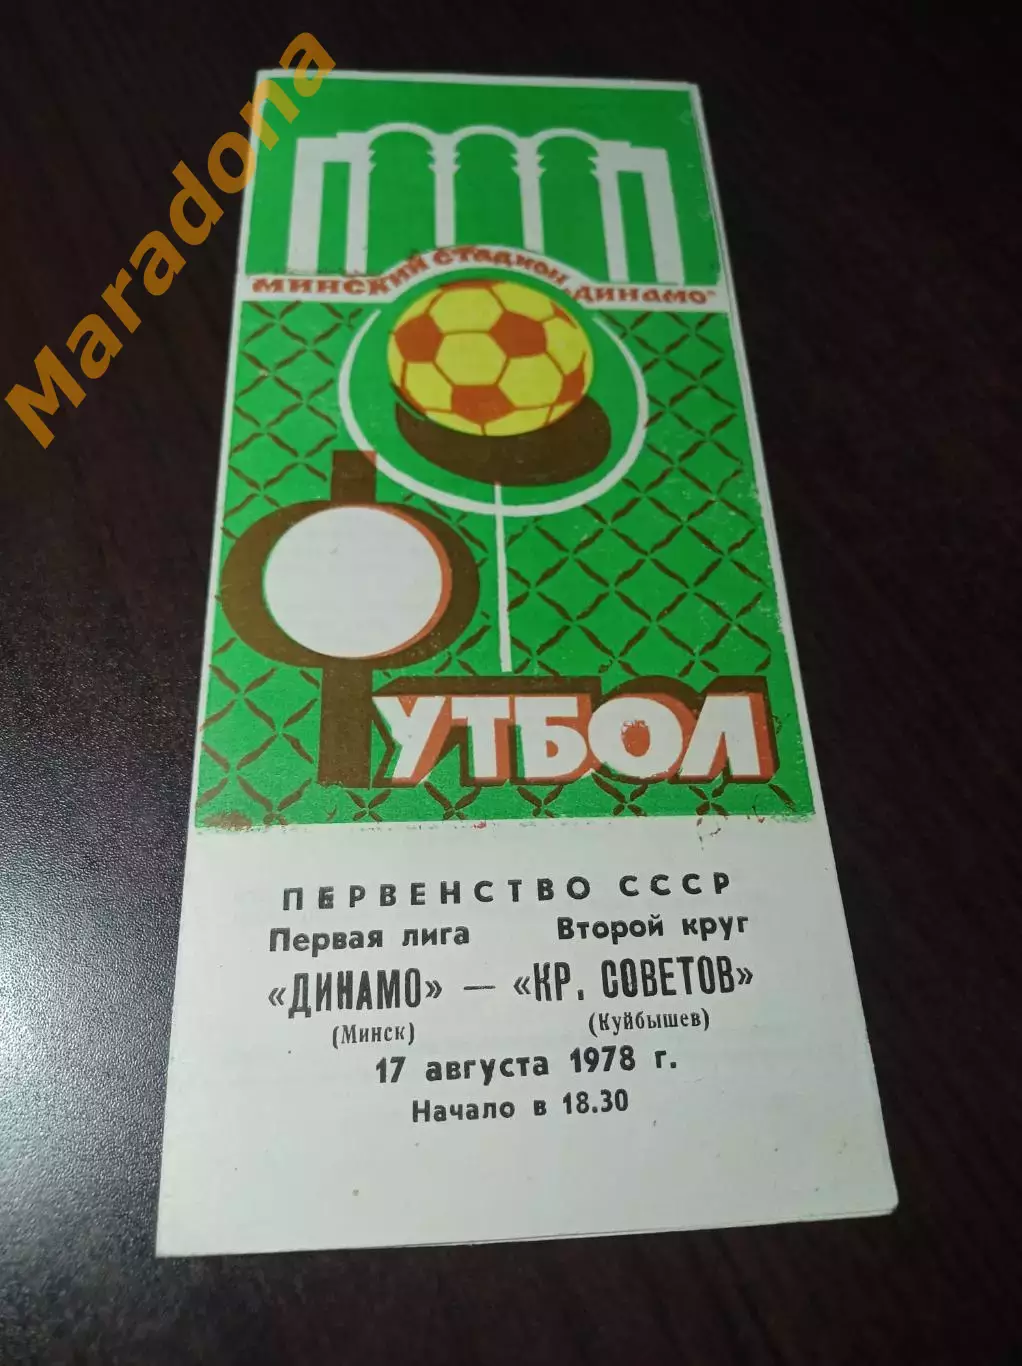 Maradona
МИНСКИЙ СТАДИОН „ДИНАМО"
ФУТБОЛ
ПЕРВЕНСТВО СССР
Первая лига Второй круг
«ДИНАМО» — «КР. СОВЕТОВ»
(Минск) (Куйбышев)
17 августа 1978 г.
Начало в 18.30